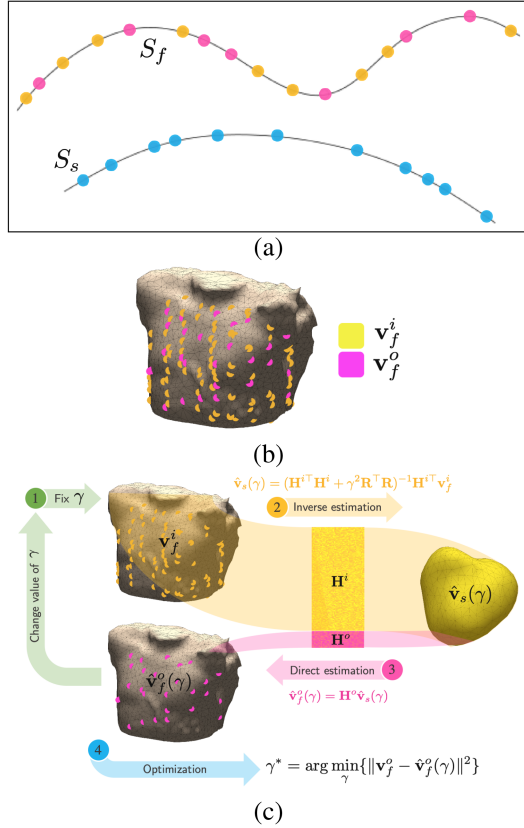 S_f
S_s
(a)
v_f^i
v_f^o
(b)
1 Fix γ
v̂_s(γ) = (H^{i⊤}H^i + γ²R^⊤R)^{-1}H^{i⊤}v_f^i
2 Inverse estimation
v_f^i
Change value of γ
H^i
v̂_s(γ)
H^o
v̂_f^o(γ)
Direct estimation 3
v̂_f^o(γ) = H^o v̂_s(γ)
4
Optimization
γ* = arg min_γ {‖v_f^o − v̂_f^o(γ)‖²}
(c)